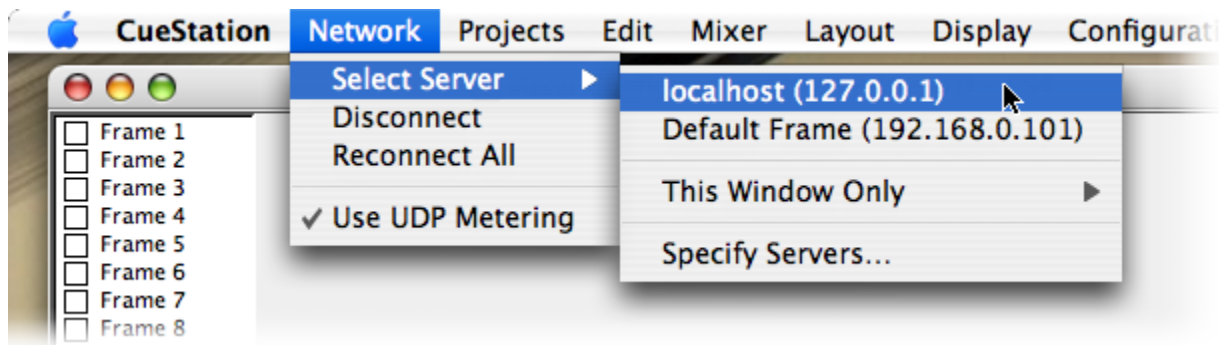 CueStation Network Projects Edit Mixer Layout Display
Select Server
Disconnect
Reconnect All
Use UDP Metering
localhost (127.0.0.1)
Default Frame (192.168.0.101)
This Window Only
Specify Servers...
Frame 1
Frame 2
Frame 3
Frame 4
Frame 5
Frame 6
Frame 7
Frame 8